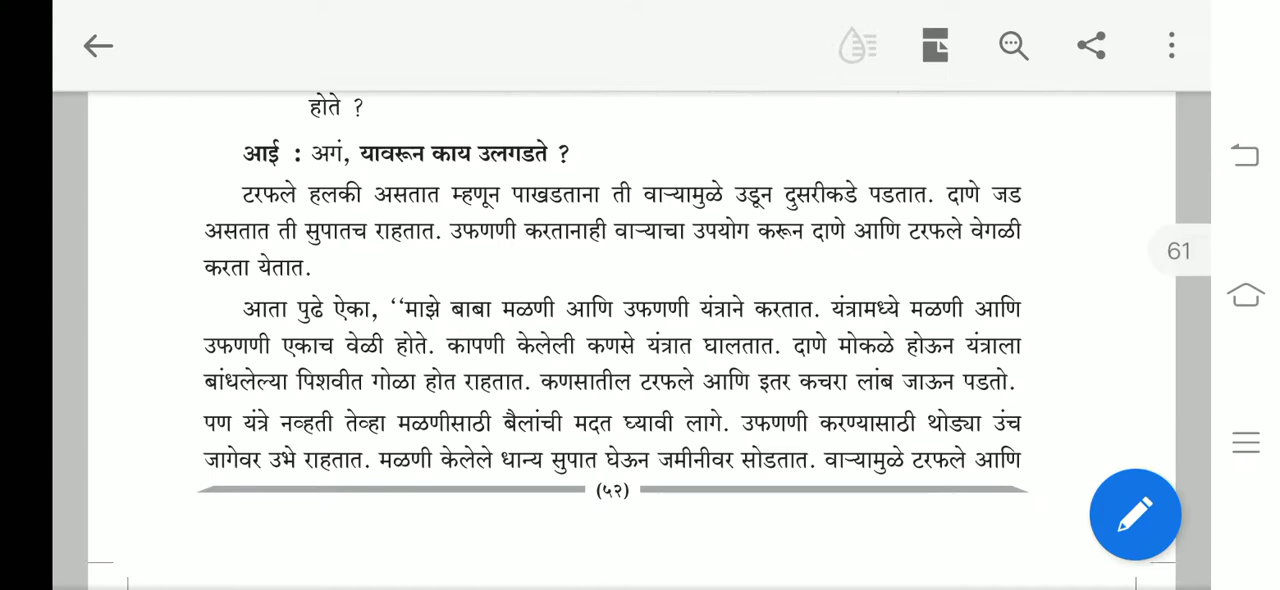 होते ?
आई : अगं, यावरून काय उलगडते ?
टरफले हलकी असतात म्हणून पाखडताना ती वाऱ्यामुळे उडून दुसरीकडे पडतात. दाणे जड
असतात ती सुपातच राहतात. उफणणी करतानाही वाऱ्याचा उपयोग करून दाणे आणि टरफले वेगळी
करता येतात.
61
आता पुढे ऐका, ‘‘माझे बाबा मळणी आणि उफणणी यंत्राने करतात. यंत्रामध्ये मळणी आणि
उफणणी एकाच वेळी होते. कापणी केलेली कणसे यंत्रात घालतात. दाणे मोकळे होऊन यंत्राला
बांधलेल्या पिशवीत गोळा होत राहतात. कणसातील टरफले आणि इतर कचरा लांब जाऊन पडतो.
पण यंत्रे नव्हती तेव्हा मळणीसाठी बैलांची मदत घ्यावी लागे. उफणणी करण्यासाठी थोड्या उंच
जागेवर उभे राहतात. मळणी केलेले धान्य सुपात घेऊन जमीनीवर सोडतात. वाऱ्यामुळे टरफले आणि
(५२)